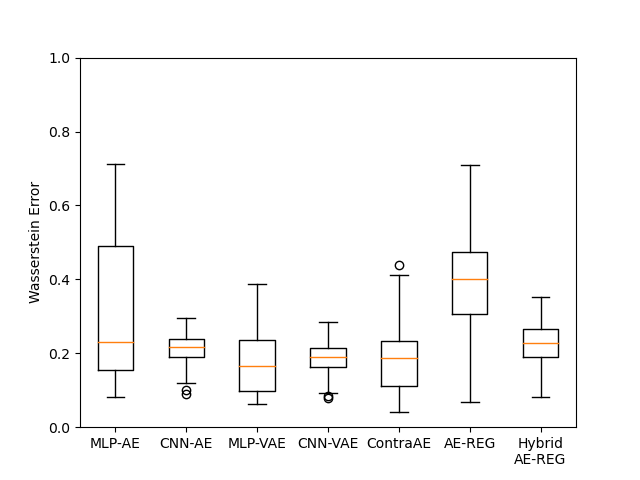 1.0
0.8
0.6
0.4
0.2
0.0
Wasserstein Error
MLP-AE
CNN-AE
MLP-VAE
CNN-VAE
ContraAE
AE-REG
Hybrid
AE-REG